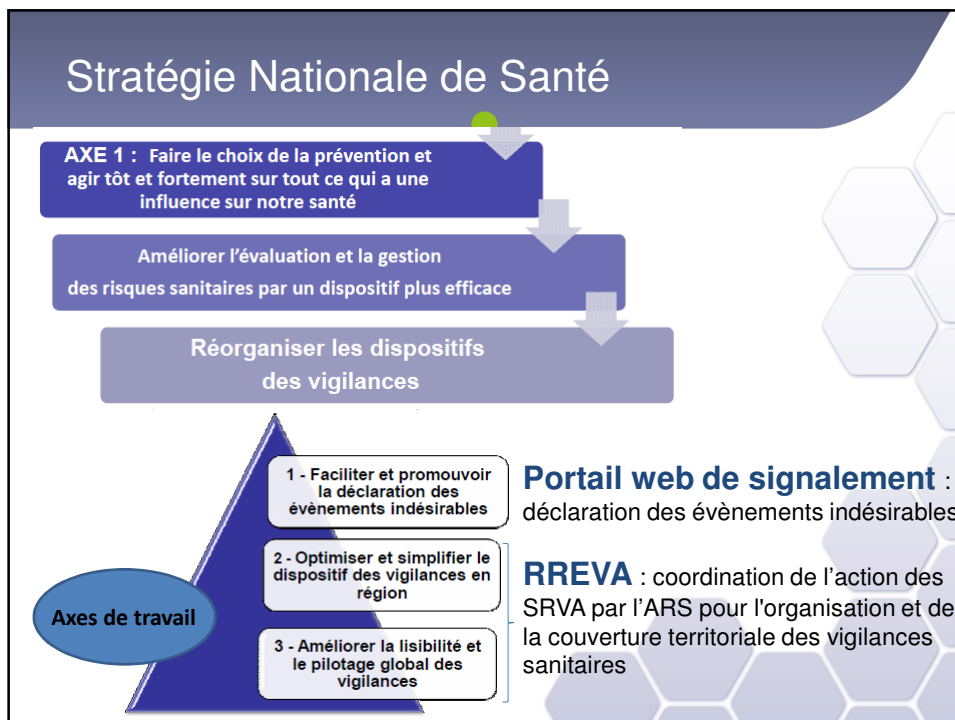 Stratégie Nationale de Santé
AXE 1 : Faire le choix de la prévention et
agir tôt et fortement sur tout ce qui a une
influence sur notre santé
Améliorer l'évaluation et la gestion
des risques sanitaires par un dispositif plus efficace
Réorganiser les dispositifs
des vigilances
1 - Faciliter et promouvoir
la déclaration des
évènements indésirables
2 - Optimiser et simplifier le
dispositif des vigilances en
région
3 - Améliorer la lisibilité et
le pilotage global des
vigilances
Axes de travail
Portail web de signalement :
déclaration des évènements indésirables
RREVA : coordination de l'action des
SRVA par l'ARS pour l'organisation et de
la couverture territoriale des vigilances
sanitaires